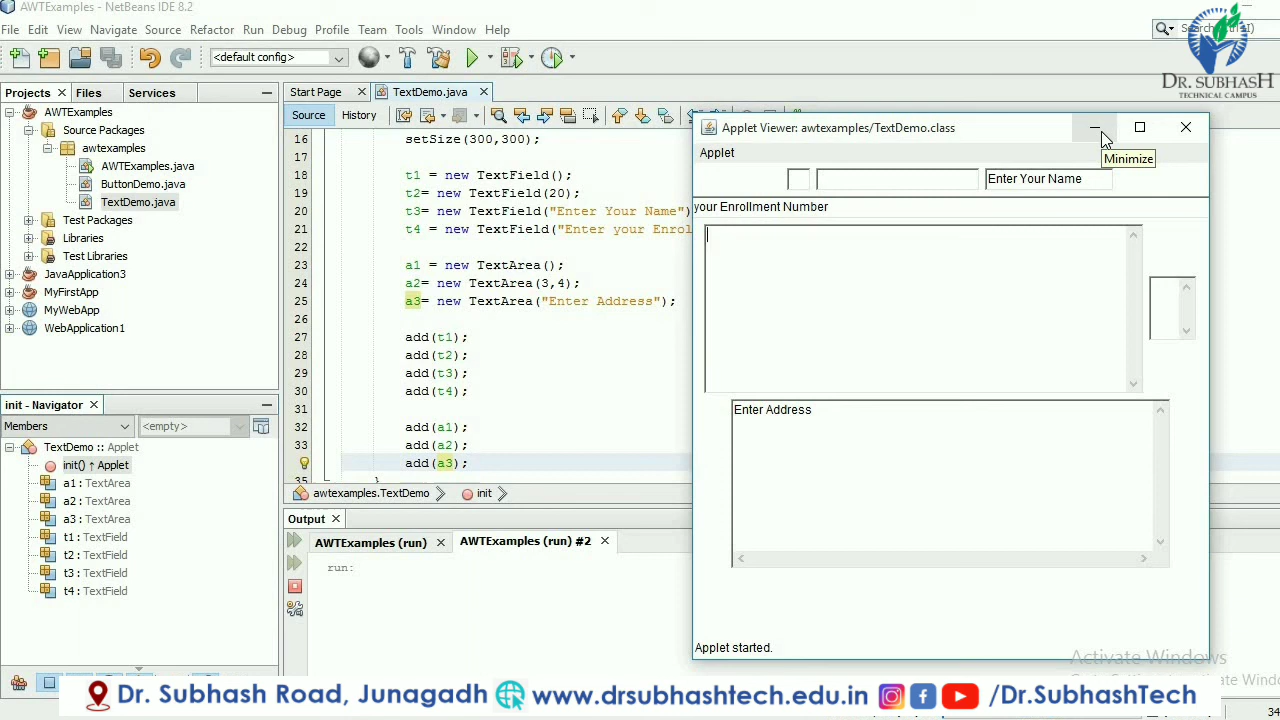 AWTExamples - NetBeans IDE 8.2
File Edit View Navigate Source Refactor Run Debug Profile Team Tools Window Help
<default config>
DR. SUBHASH
TECHNICAL CAMPUS
Projects Files Services
Start Page TextDemo.java
Source History
AWTExamples
Source Packages
awtexamples
AWTExamples.java
ButtonDemo.java
TextDemo.java
Test Packages
Libraries
Test Libraries
JavaApplication3
MyFirstApp
MyWebApp
WebApplication1
16 setSize(300,300);
17
18 t1 = new TextField();
19 t2= new TextField(20);
20 t3= new TextField("Enter Your Name")
21 t4 = new TextField("Enter your Enrol
22
23 a1 = new TextArea();
24 a2= new TextArea(3,4);
25 a3= new TextArea("Enter Address");
26
27 add(t1);
28 add(t2);
29 add(t3);
30 add(t4);
31
32 add(a1);
33 add(a2);
34 add(a3);
35 }
awtexamples.TextDemo init
Applet Viewer: awtexamples/TextDemo.class
Minimize
Applet
Enter Your Name
your Enrollment Number
Enter Address
Applet started.
init - Navigator
Members <empty>
TextDemo :: Applet
init() ↑ Applet
a1 : TextArea
a2 : TextArea
a3 : TextArea
t1 : TextField
t2 : TextField
t3 : TextField
t4 : TextField
Output
AWTExamples (run) AWTExamples (run) #2
run:
Activate Windows
Dr. Subhash Road, Junagadh www.drsubhashtech.edu.in /Dr.SubhashTech